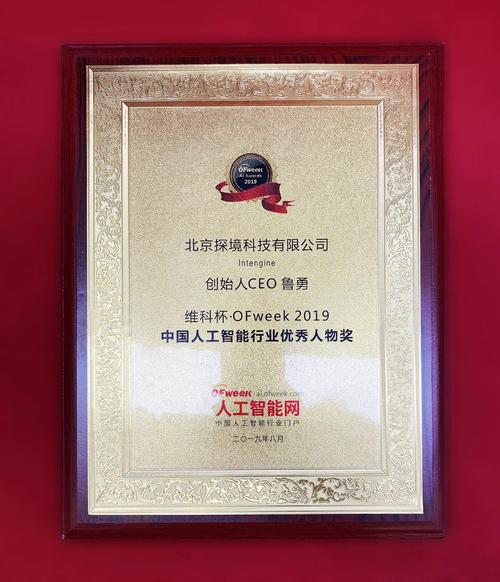 OFweek
AI Awards
2019
北京探境科技有限公司
Intengine
创始人CEO 鲁勇
维科杯·OFweek 2019
中国人工智能行业优秀人物奖
OFweek ai.ofweek.com
人工智能网
中国人工智能行业门户
二〇一九年八月